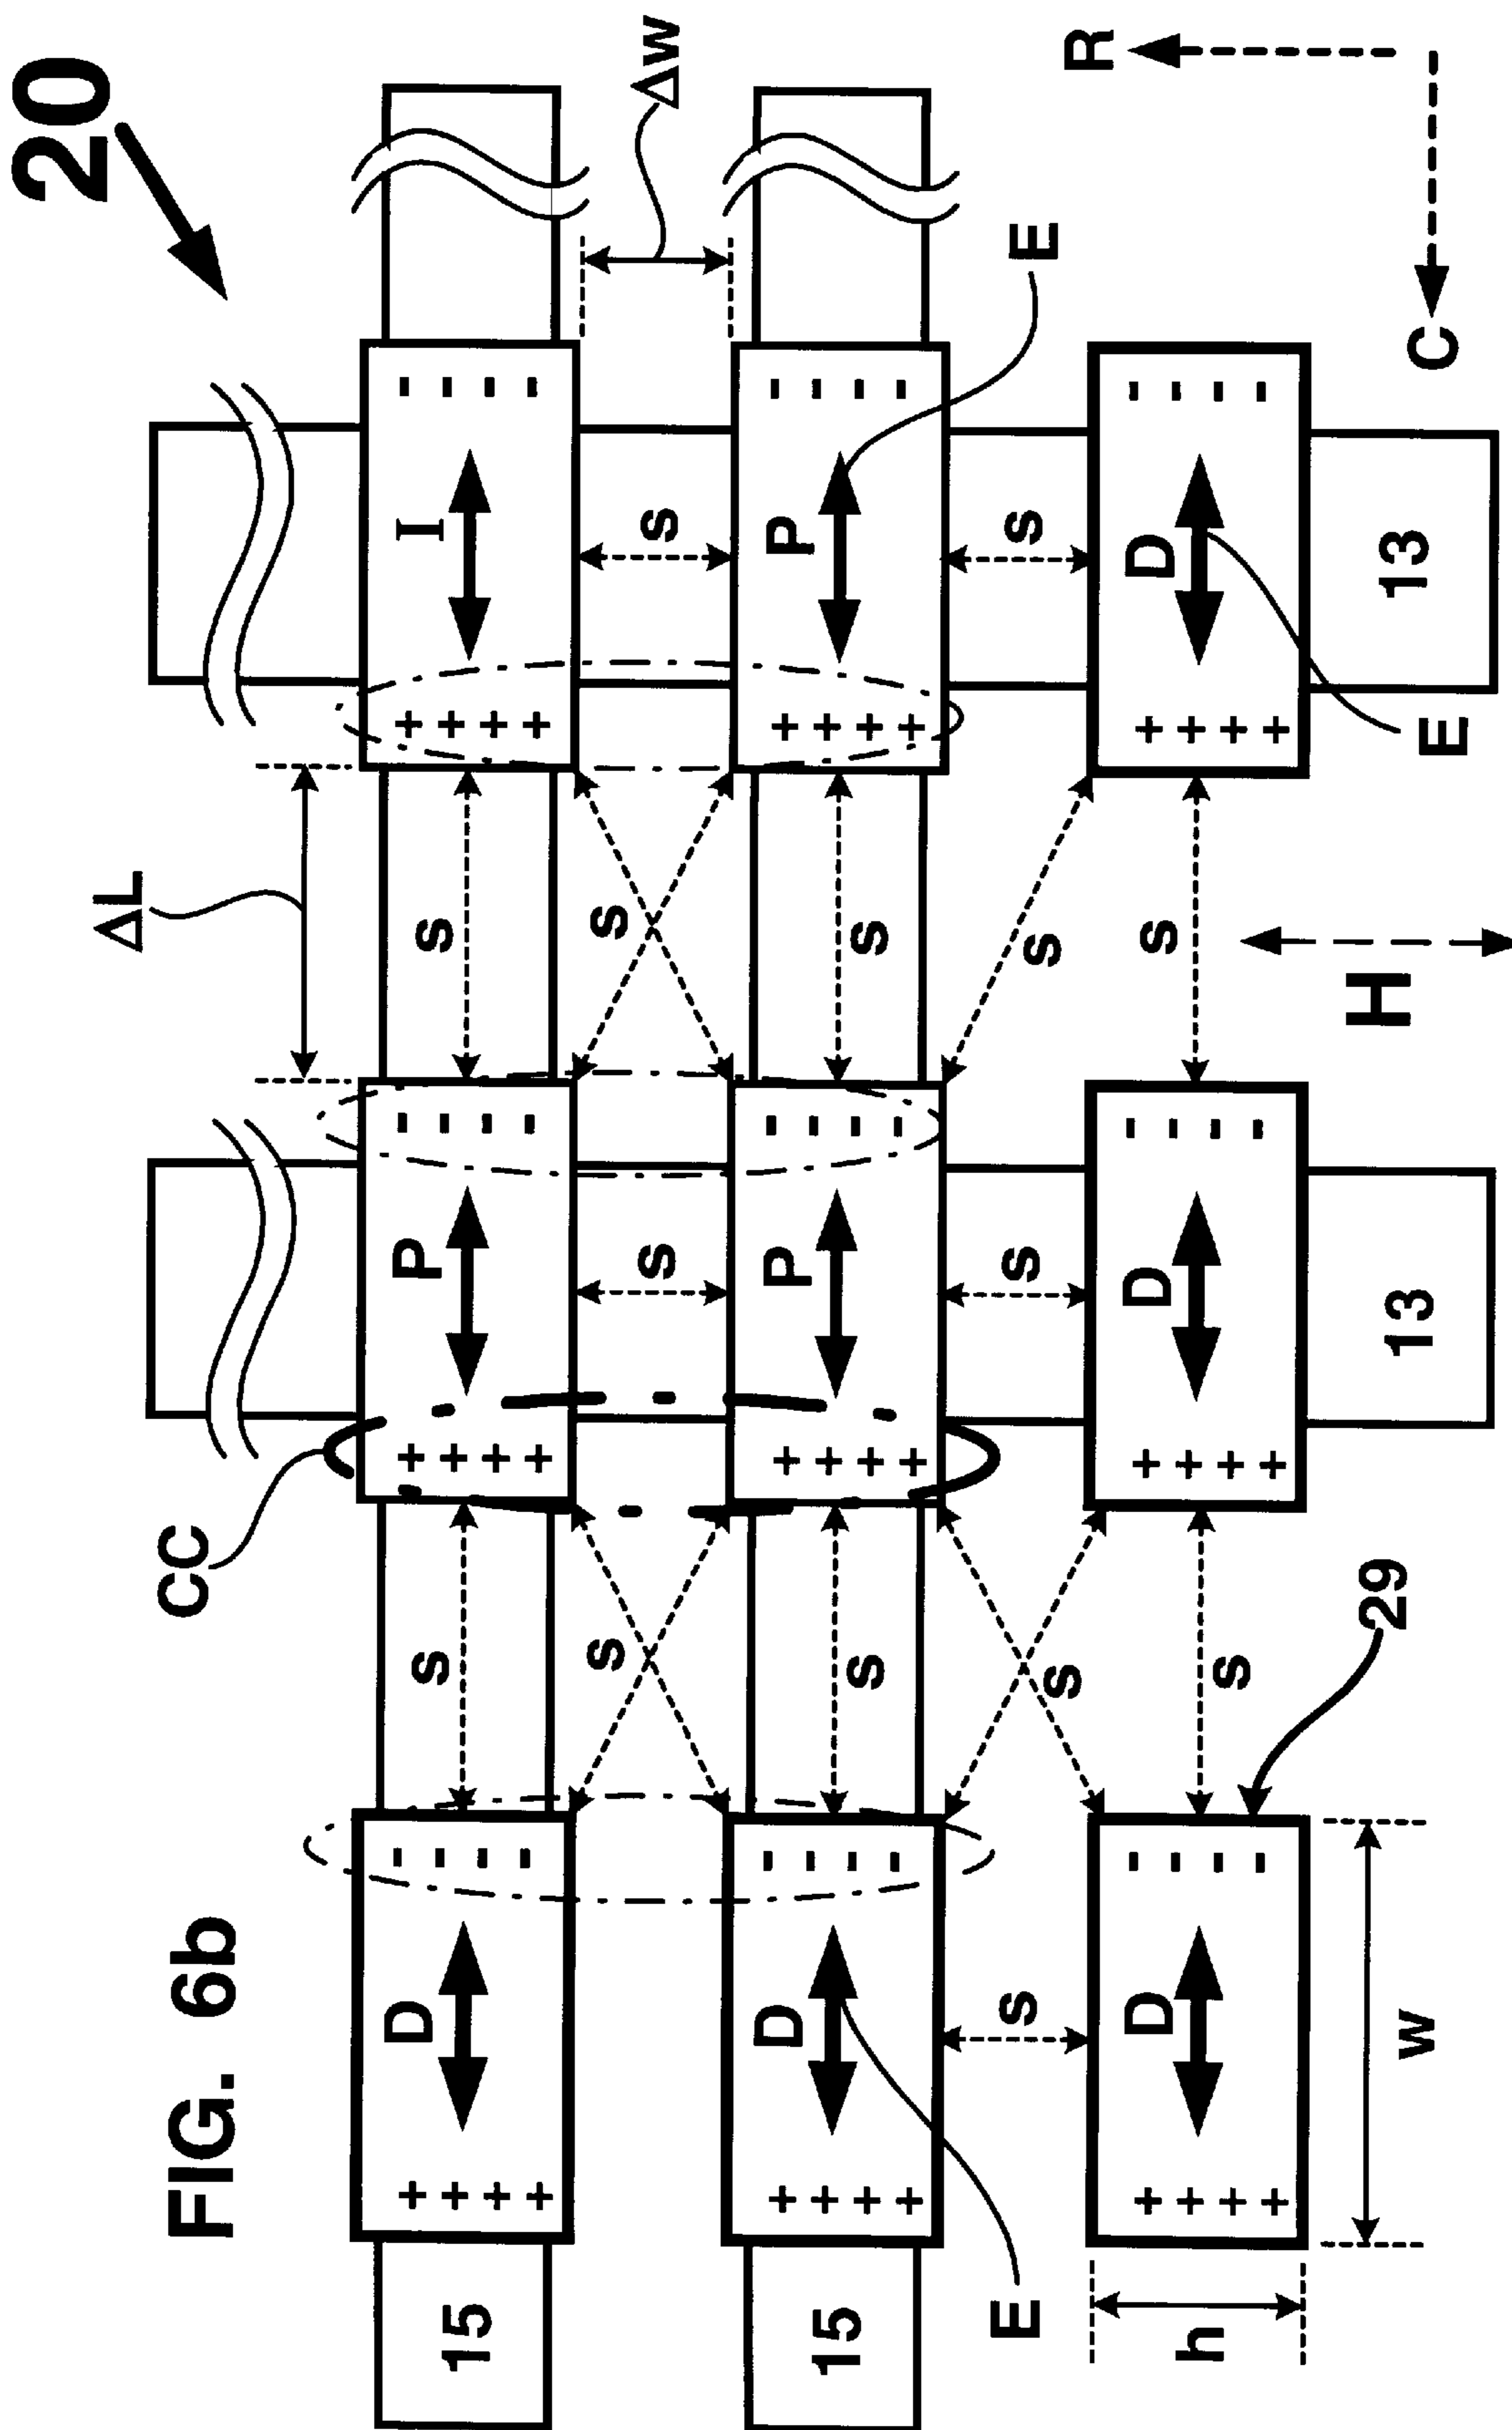 20
FIG. 6b
CC
ΔL
D
P
I
- - - -
- - - -
- - - -
+ + + +
+ + + +
+ + + +
15
s
s
s
s
s
s
ΔW
D
P
P
- - - -
- - - -
- - - -
+ + + +
+ + + +
+ + + +
15
s
s
E
s
s
s
E
s
s
R
D
D
D
- - - -
- - - -
- - - -
+ + + +
+ + + +
+ + + +
h
s
s
29
H
w
13
E
13
C